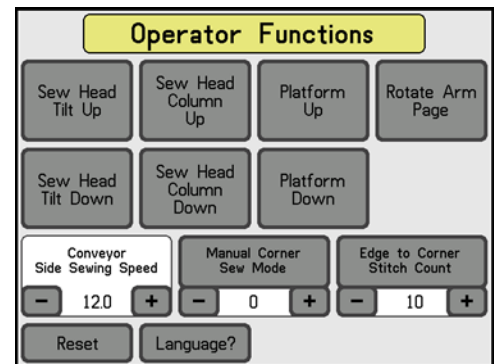 Operator Functions
Sew Head
Tilt Up
Sew Head
Column
Up
Platform
Up
Rotate Arm
Page
Sew Head
Tilt Down
Sew Head
Column
Down
Platform
Down
Conveyor
Side Sewing Speed
- 12.0 +
Manual Corner
Sew Mode
- 0 +
Edge to Corner
Stitch Count
- 10 +
Reset
Language?